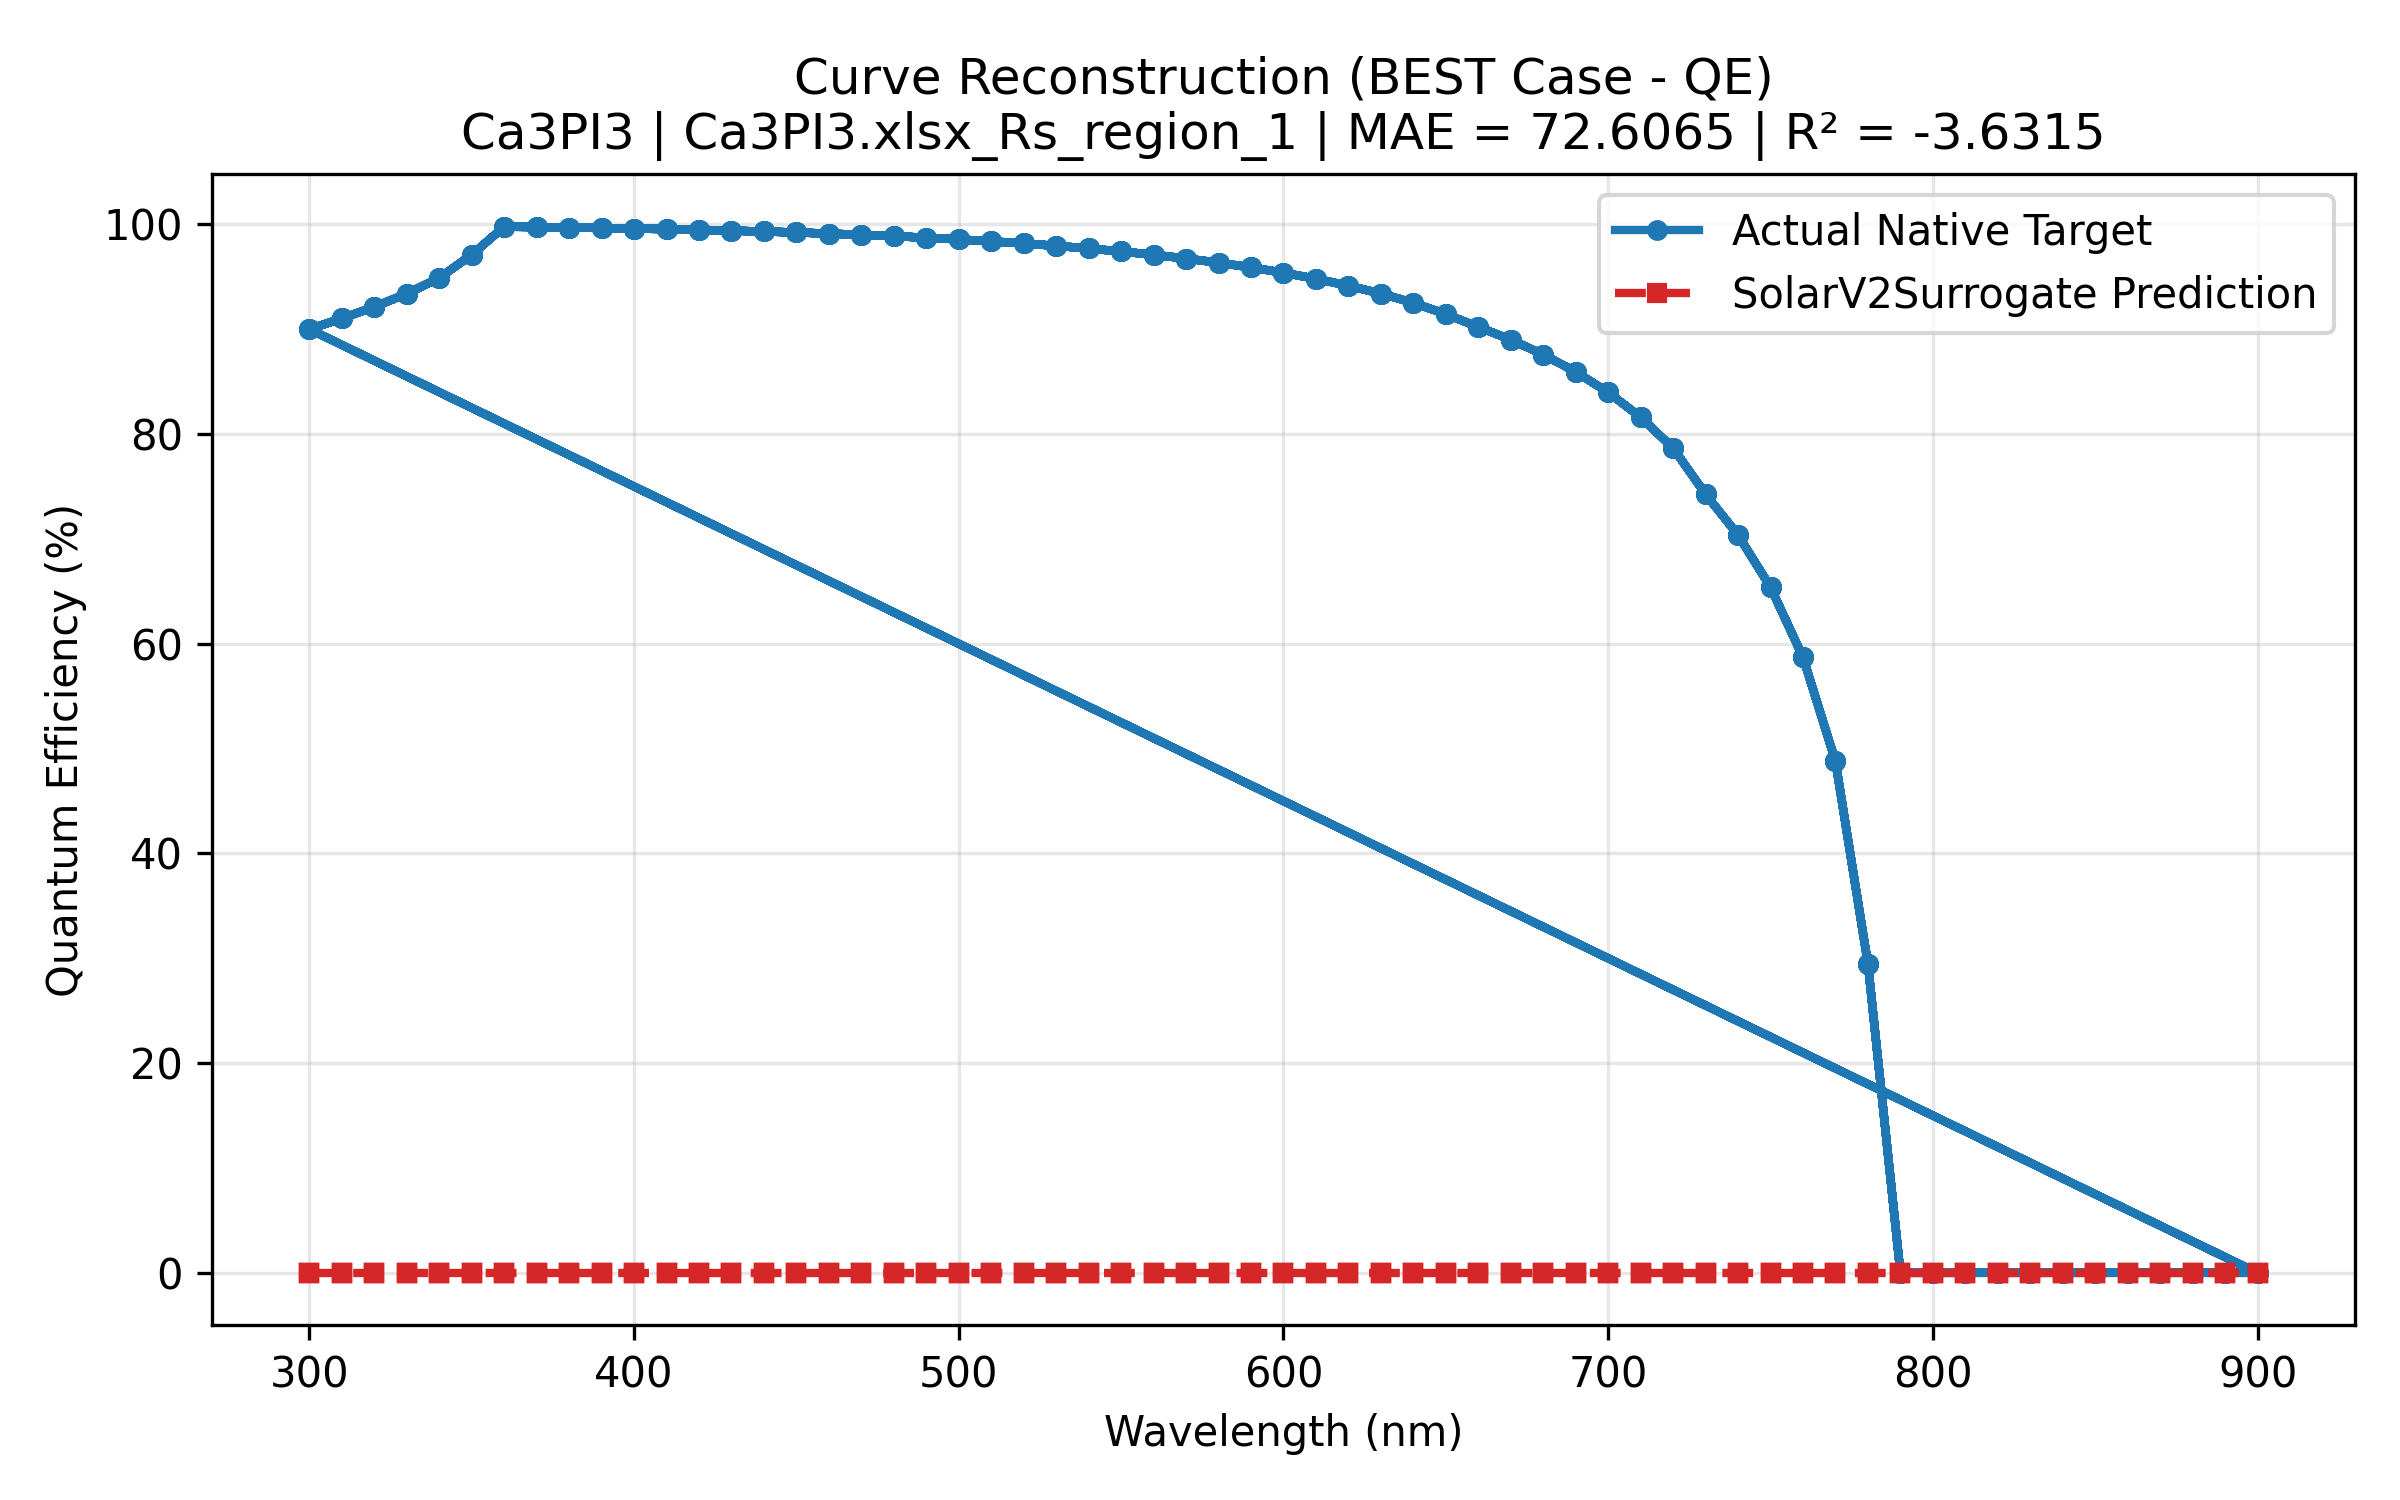 Curve Reconstruction (BEST Case - QE)
Ca3PI3 | Ca3PI3.xlsx_Rs_region_1 | MAE = 72.6065 | R² = -3.6315
Actual Native Target
SolarV2Surrogate Prediction
Quantum Efficiency (%)
100
80
60
40
20
0
300 400 500 600 700 800 900
Wavelength (nm)